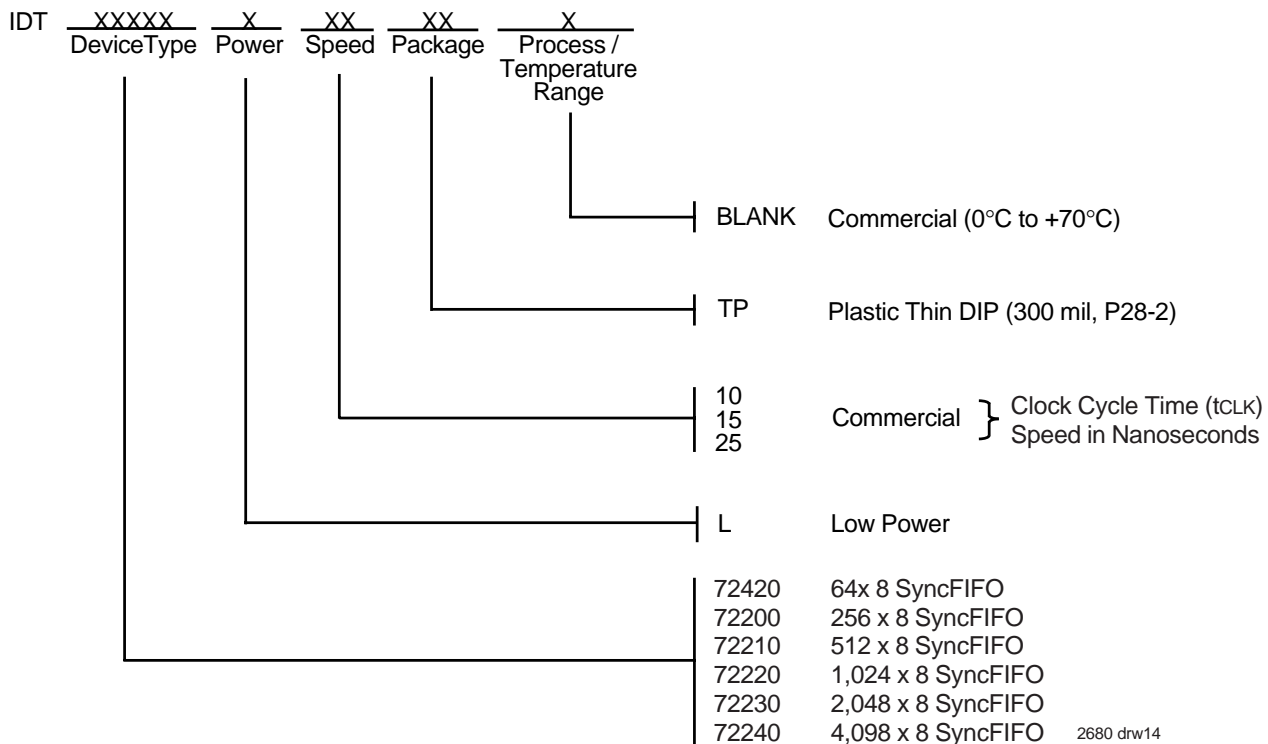 IDT XXXXX X XX XX X
DeviceType Power Speed Package Process /
Temperature
Range
BLANK Commercial (0°C to +70°C)
TP Plastic Thin DIP (300 mil, P28-2)
10
15
25
Commercial } Clock Cycle Time (tCLK)
Speed in Nanoseconds
L Low Power
72420 64x 8 SyncFIFO
72200 256 x 8 SyncFIFO
72210 512 x 8 SyncFIFO
72220 1,024 x 8 SyncFIFO
72230 2,048 x 8 SyncFIFO
72240 4,098 x 8 SyncFIFO 2680 drw14